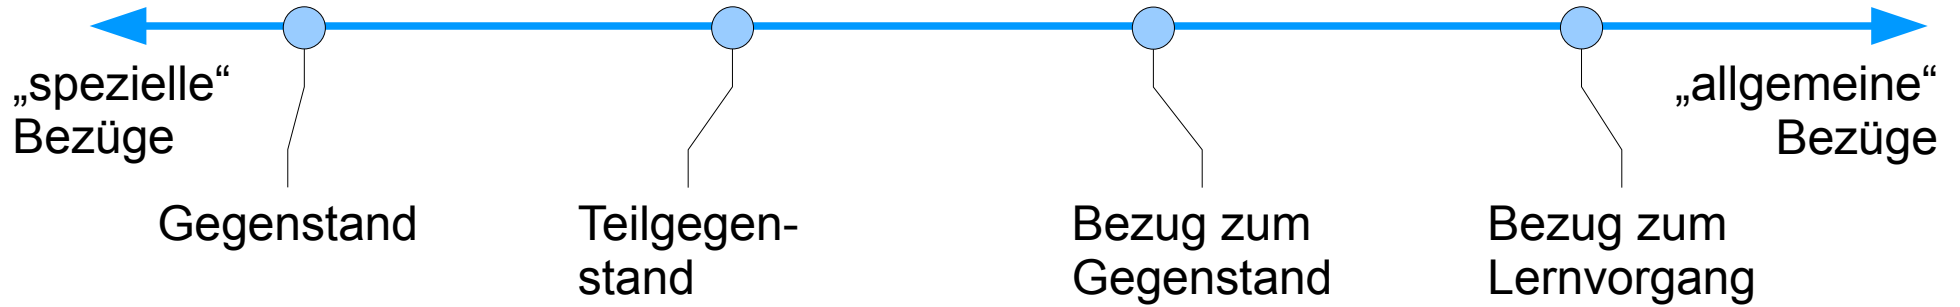 „spezielle“
Bezüge
„allgemeine“
Bezüge
Gegenstand
Teilgegen-
stand
Bezug zum
Gegenstand
Bezug zum
Lernvorgang